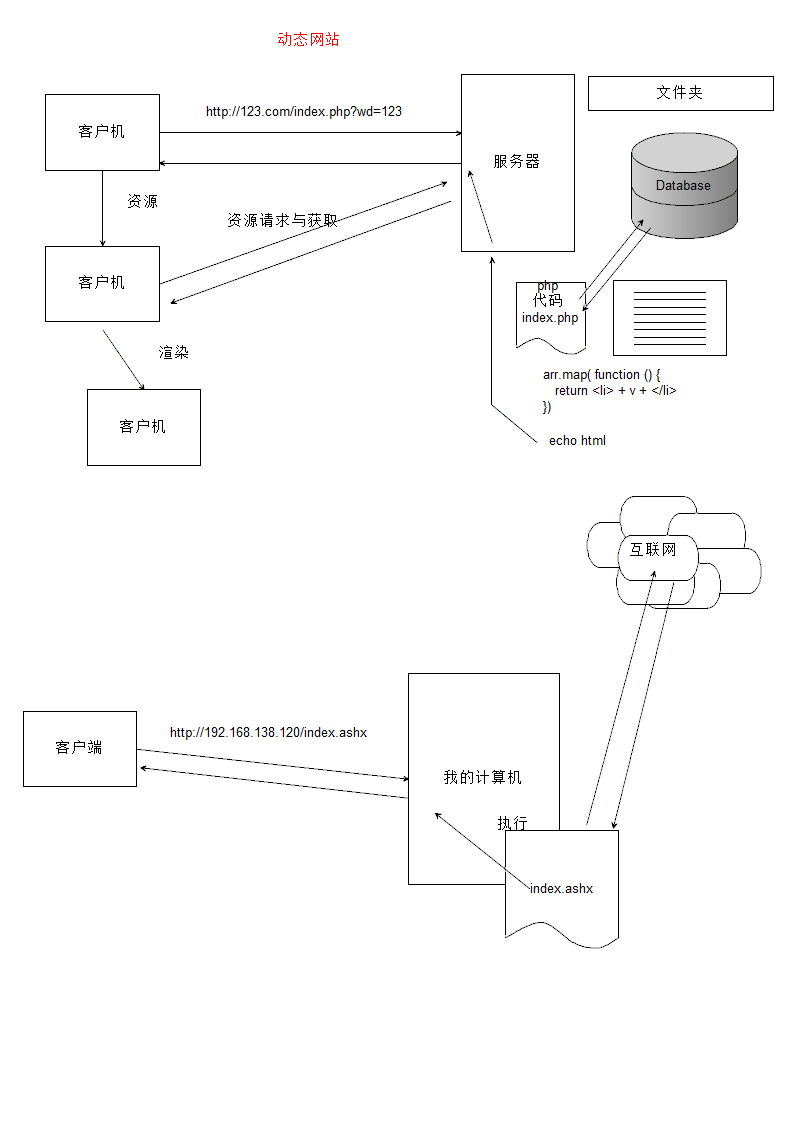 动态网站
http://123.com/index.php?wd=123
文件夹
客户机
服务器
Database
资源
资源请求与获取
客户机
php
代码
index.php
渲染
arr.map( function () {
return <li> + v + </li>
})
客户机
echo html
互联网
http://192.168.138.120/index.ashx
客户端
我的计算机
执行
index.ashx